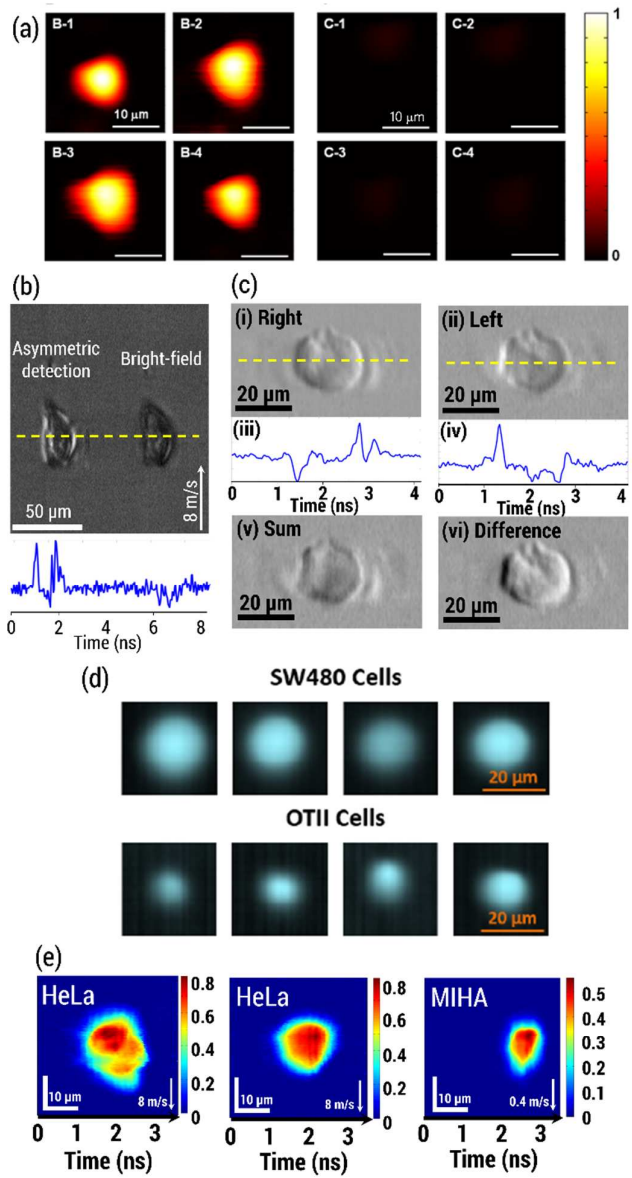 (a)
B-1 B-2 C-1 C-2 1
10 μm 10 μm
B-3 B-4 C-3 C-4
0
(b)
Asymmetric detection Bright-field
50 μm 8 m/s
0 2 4 6 8
Time (ns)
(c)
(i) Right (ii) Left
20 μm 20 μm
(iii) (iv)
0 1 2 3 4 0 1 2 3 4
Time (ns) Time (ns)
(v) Sum (vi) Difference
20 μm 20 μm
(d)
SW480 Cells
20 μm
OTII Cells
20 μm
(e)
HeLa 0.8 0.6 0.4 0.2 0
10 μm 8 m/s
0 1 2 3
Time (ns)
HeLa 0.8 0.6 0.4 0.2 0
10 μm 8 m/s
0 1 2 3
Time (ns)
MIHA 0.5 0.4 0.3 0.2 0.1 0
10 μm 0.4 m/s
0 1 2 3
Time (ns)